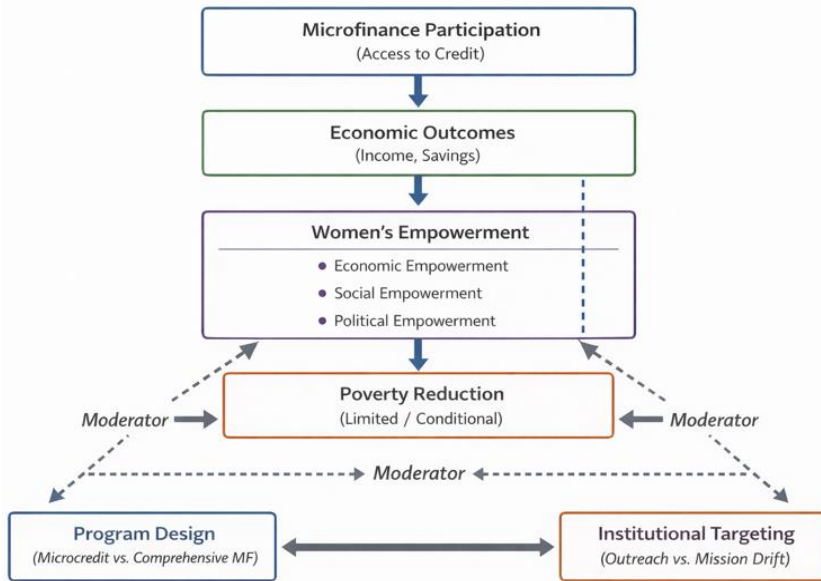 Microfinance Participation
(Access to Credit)
Economic Outcomes
(Income, Savings)
Women's Empowerment
• Economic Empowerment
• Social Empowerment
• Political Empowerment
Poverty Reduction
(Limited / Conditional)
Moderator
Moderator
Moderator
Program Design
(Microcredit vs. Comprehensive MF)
Institutional Targeting
(Outreach vs. Mission Drift)